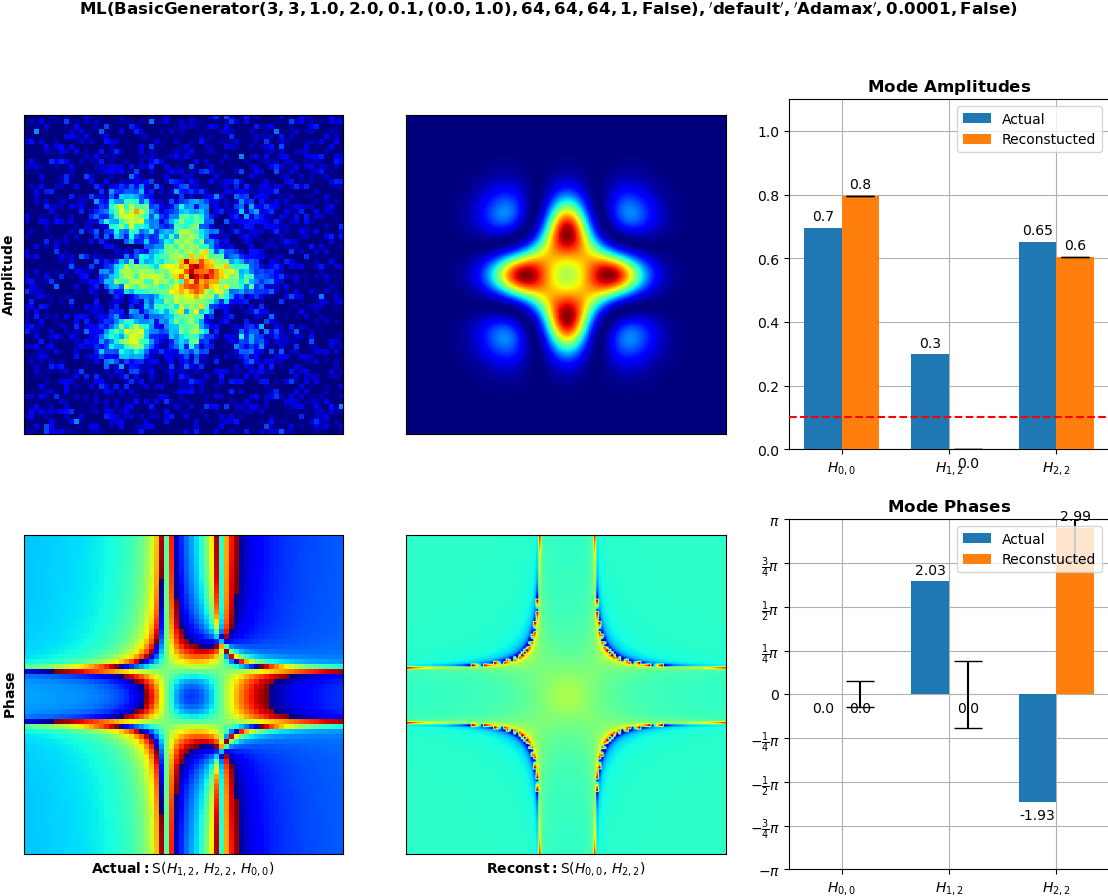 ML(BasicGenerator(3, 3, 1.0, 2.0, 0.1, (0.0, 1.0), 64, 64, 64, 1, False), 'default', 'Adamax', 0.0001, False)
Mode Amplitudes
Actual
Reconstucted
1.0
0.8
0.6
0.4
0.2
0.0
0.7
0.8
0.3
0.0
0.65
0.6
H0,0
H1,2
H2,2
Amplitude
Mode Phases
Actual
Reconstucted
π
3/4π
1/2π
1/4π
0
−1/4π
−1/2π
−3/4π
−π
0.0
0.0
2.03
0.0
-1.93
2.99
H0,0
H1,2
H2,2
Phase
Actual: S(H1,2, H2,2, H0,0)
Reconst: S(H0,0, H2,2)